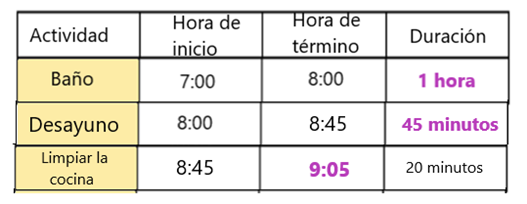 Actividad
Hora de
inicio
Hora de
término
Duración
Baño
7:00
8:00
1 hora
Desayuno
8:00
8:45
45 minutos
Limpiar la
cocina
8:45
9:05
20 minutos